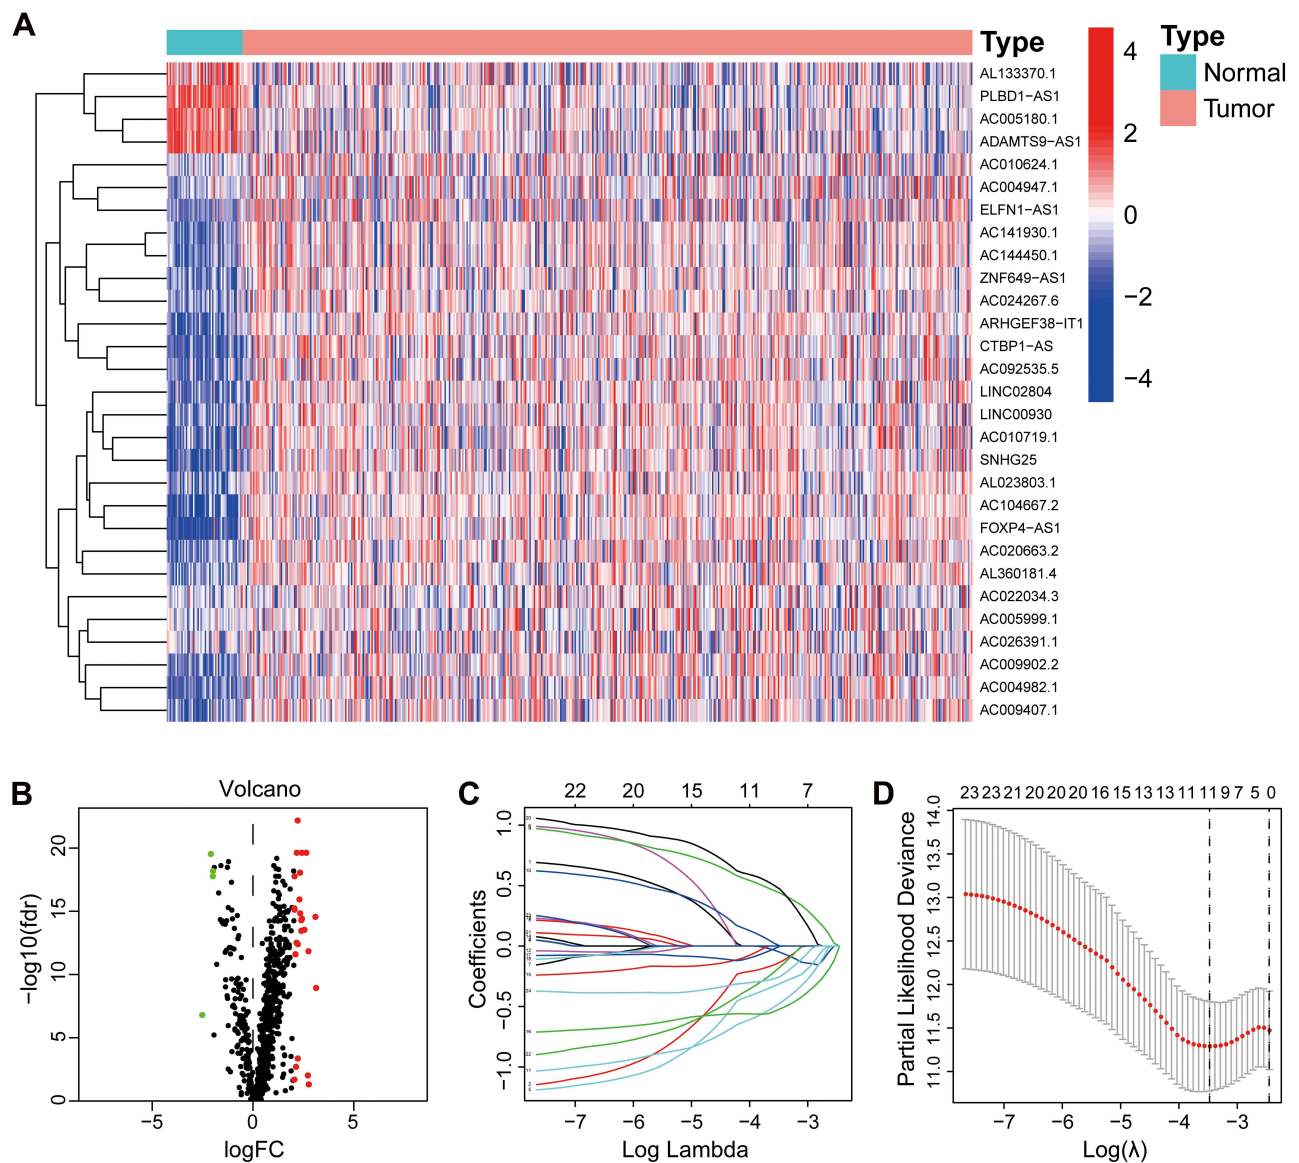 A
Type
AL133370.1
PLBD1−AS1
AC005180.1
ADAMTS9−AS1
AC010624.1
AC004947.1
ELFN1−AS1
AC141930.1
AC144450.1
ZNF649−AS1
AC024267.6
ARHGEF38−IT1
CTBP1−AS
AC092535.5
LINC02804
LINC00930
AC010719.1
SNHG25
AL023803.1
AC104667.2
FOXP4−AS1
AC020663.2
AL360181.4
AC022034.3
AC005999.1
AC026391.1
AC009902.2
AC004982.1
AC009407.1
4
2
0
−2
−4
Type
Normal
Tumor
B
Volcano
−log10(fdr)
20
15
10
5
0
−5 0 5
logFC
C
22 20 15 11 7
Coefficients
1.0
0.5
0.0
−0.5
−1.0
−7 −6 −5 −4 −3
Log Lambda
D
23 23 21 20 20 20 16 15 13 13 11 11 9 7 5 0
Partial Likelihood Deviance
14.0
13.5
13.0
12.5
12.0
11.5
11.0
−7 −6 −5 −4 −3
Log(λ)